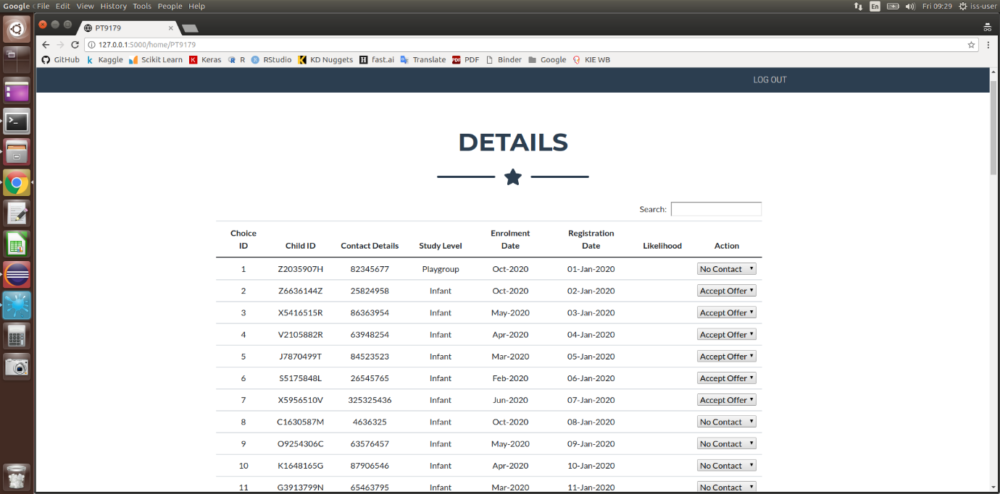 Google File Edit View History Tools People Help En Fri 09:29 iss-user
PT9179
127.0.0.1:5000/home/PT9179
GitHub Kaggle Scikit Learn Keras R RStudio KD Nuggets fast.ai Translate PDF Binder Google KIE WB
LOG OUT
DETAILS
Search:
Choice ID Child ID Contact Details Study Level Enrolment Date Registration Date Likelihood Action
1 Z2035907H 82345677 Playgroup Oct-2020 01-Jan-2020 No Contact
2 Z6636144Z 25824958 Infant Oct-2020 02-Jan-2020 Accept Offer
3 X5416515R 86363954 Infant May-2020 03-Jan-2020 Accept Offer
4 V2105882R 63948254 Infant Apr-2020 04-Jan-2020 Accept Offer
5 J7870499T 84523523 Infant Mar-2020 05-Jan-2020 Accept Offer
6 S5175848L 26545765 Infant Feb-2020 06-Jan-2020 Accept Offer
7 X5956510V 325325436 Infant Jun-2020 07-Jan-2020 Accept Offer
8 C1630587M 4636325 Infant Oct-2020 08-Jan-2020 No Contact
9 O9254306C 63576457 Infant May-2020 09-Jan-2020 No Contact
10 K1648165G 87906546 Infant Apr-2020 10-Jan-2020 No Contact
11 G3913799N 65463795 Infant Mar-2020 11-Jan-2020 No Contact